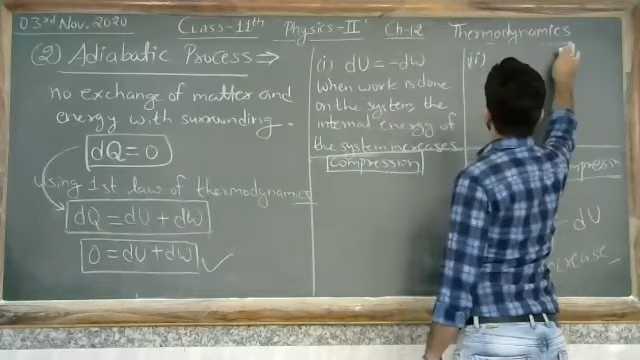 03rd Nov. 2020 Class-11th Physics-II Ch-12 Thermodynamics
(2) Adiabatic Process ⇒
no exchange of matter and
energy with surrounding.
dQ = 0
using 1st law of thermodynamics
dQ = dU + dW
0 = dU + dW ✓
(i) dU = -dW
When work is done
on the system, the
internal energy of
the system increases
compression
(ii)
- dU